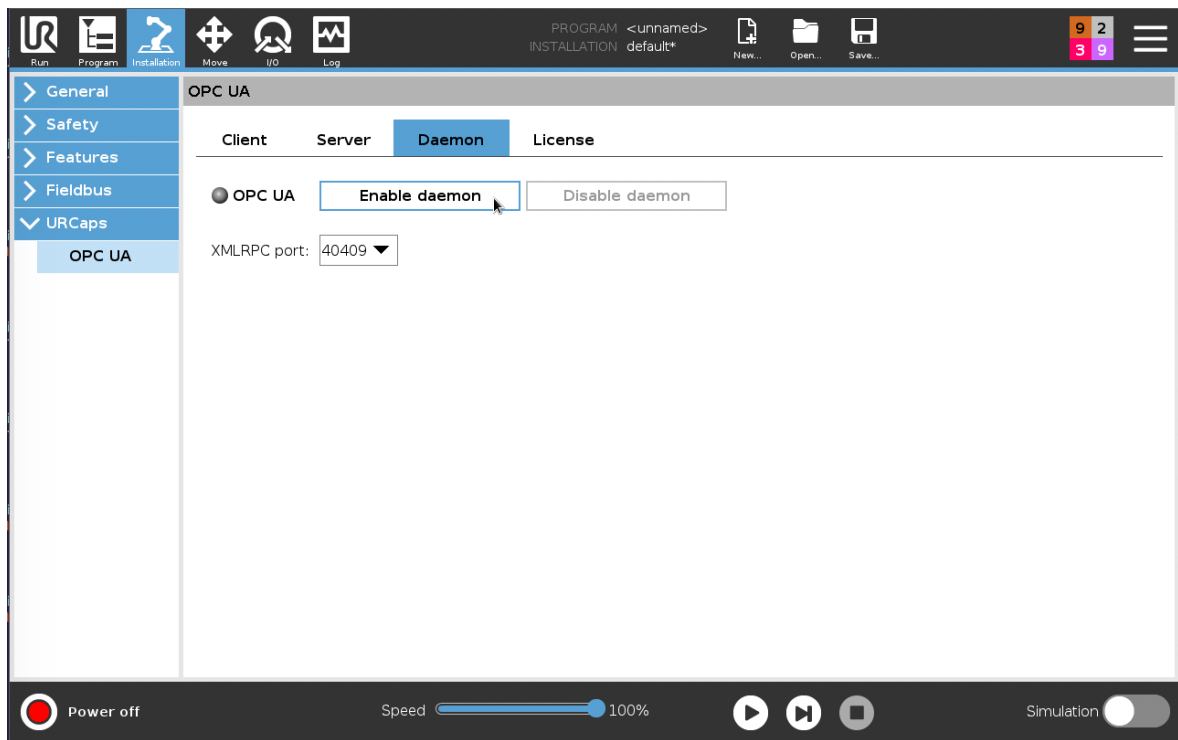 PROGRAM <unnamed>
INSTALLATION default*
UR
Run Program Installation Move I/O Log New... Open... Save...
9 2
3 9
General
Safety
Features
Fieldbus
URCaps
OPC UA
OPC UA
Client Server Daemon License
OPC UA Enable daemon Disable daemon
XMLRPC port: 40409
Power off Speed 100% Simulation